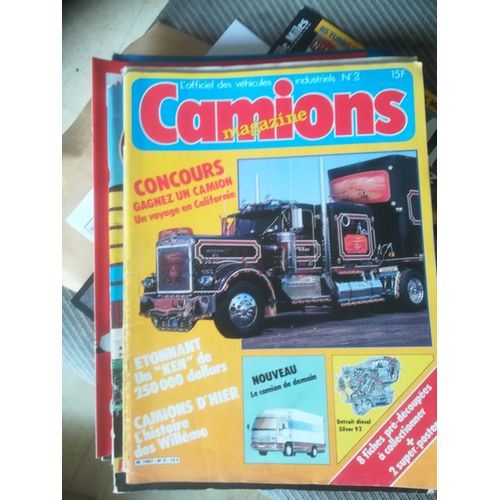 L'officiel des véhicules industriels N°2
15F
Camions
magazine
CONCOURS
GAGNEZ UN CAMION
Un voyage en Californie
ETONNANT
Un "KEN" de
250 000 dollars
CAMIONS D'HIER
L'histoire
des Willème
NOUVEAU
Le camion de demain
Detroit diesel
Silver 92
8 fiches pré-découpées
à collectionner
+
2 super poster